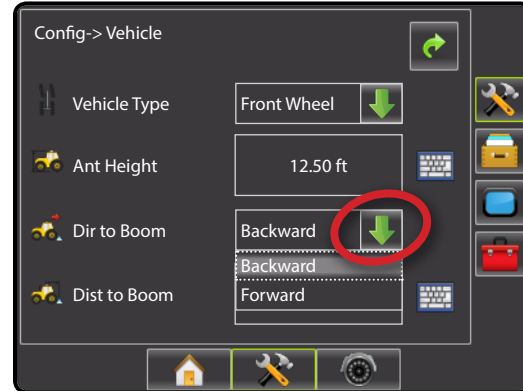 Config-> Vehicle
Vehicle Type Front Wheel
Ant Height 12.50 ft
Dir to Boom Backward
Backward
Dist to Boom Forward